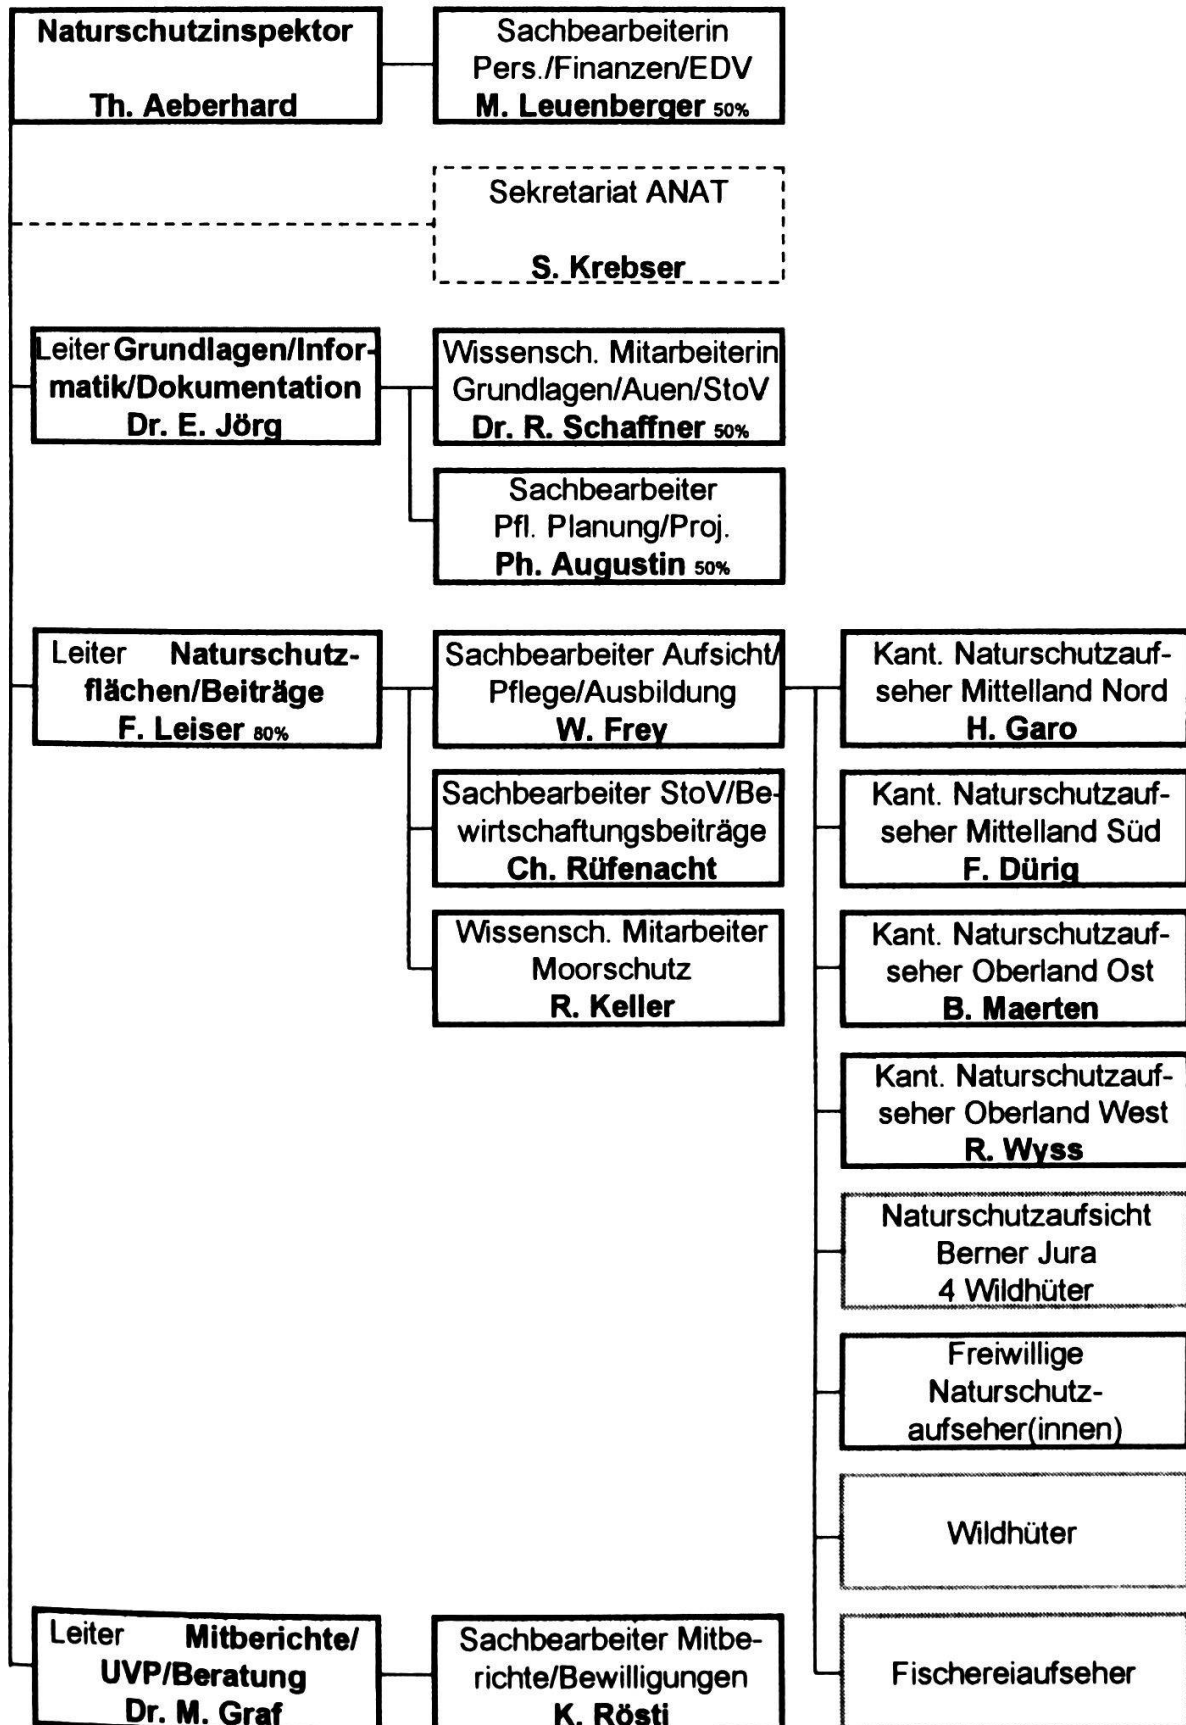 Naturschutzinspektor
Th. Aeberhard
Sachbearbeiterin
Pers./Finanzen/EDV
M. Leuenberger 50%
Sekretariat ANAT
S. Krebser
Leiter Grundlagen/Infor-
matik/Dokumentation
Dr. E. Jörg
Wissensch. Mitarbeiterin
Grundlagen/Auen/StoV
Dr. R. Schaffner 50%
Sachbearbeiter
Pfl. Planung/Proj.
Ph. Augustin 50%
Leiter Naturschutz-
flächen/Beiträge
F. Leiser 80%
Sachbearbeiter Aufsicht/
Pflege/Ausbildung
W. Frey
Sachbearbeiter StoV/Be-
wirtschaftungsbeiträge
Ch. Rüfenacht
Wissensch. Mitarbeiter
Moorschutz
R. Keller
Kant. Naturschutzauf-
seher Mittelland Nord
H. Garo
Kant. Naturschutzauf-
seher Mittelland Süd
F. Dürig
Kant. Naturschutzauf-
seher Oberland Ost
B. Maerten
Kant. Naturschutzauf-
seher Oberland West
R. Wyss
Naturschutzaufsicht
Berner Jura
4 Wildhüter
Freiwillige
Naturschutz-
aufseher(innen)
Wildhüter
Fischereiaufseher
Leiter Mitberichte/
UVP/Beratung
Dr. M. Graf
Sachbearbeiter Mitbe-
richte/Bewilligungen
K. Rösti